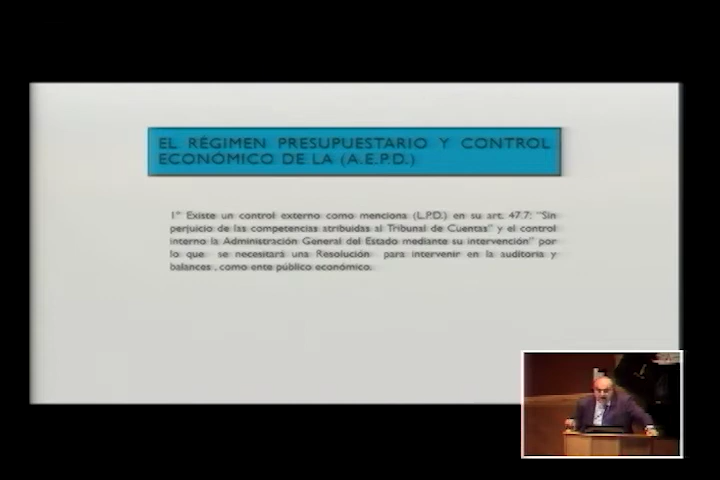 EL RÉGIMEN PRESUPUESTARIO Y CONTROL
ECONÓMICO DE LA (A.E.P.D.)
1º Existe un control externo como menciona (L.P.D.) en su art. 47.7: "Sin
perjuicio de las competencias atribuidas al Tribunal de Cuentas" y el control
interno la Administración General del Estado mediante su intervención" por
lo que se necesitará una Resolución para intervenir en la auditoria y
balances , como ente público económico.